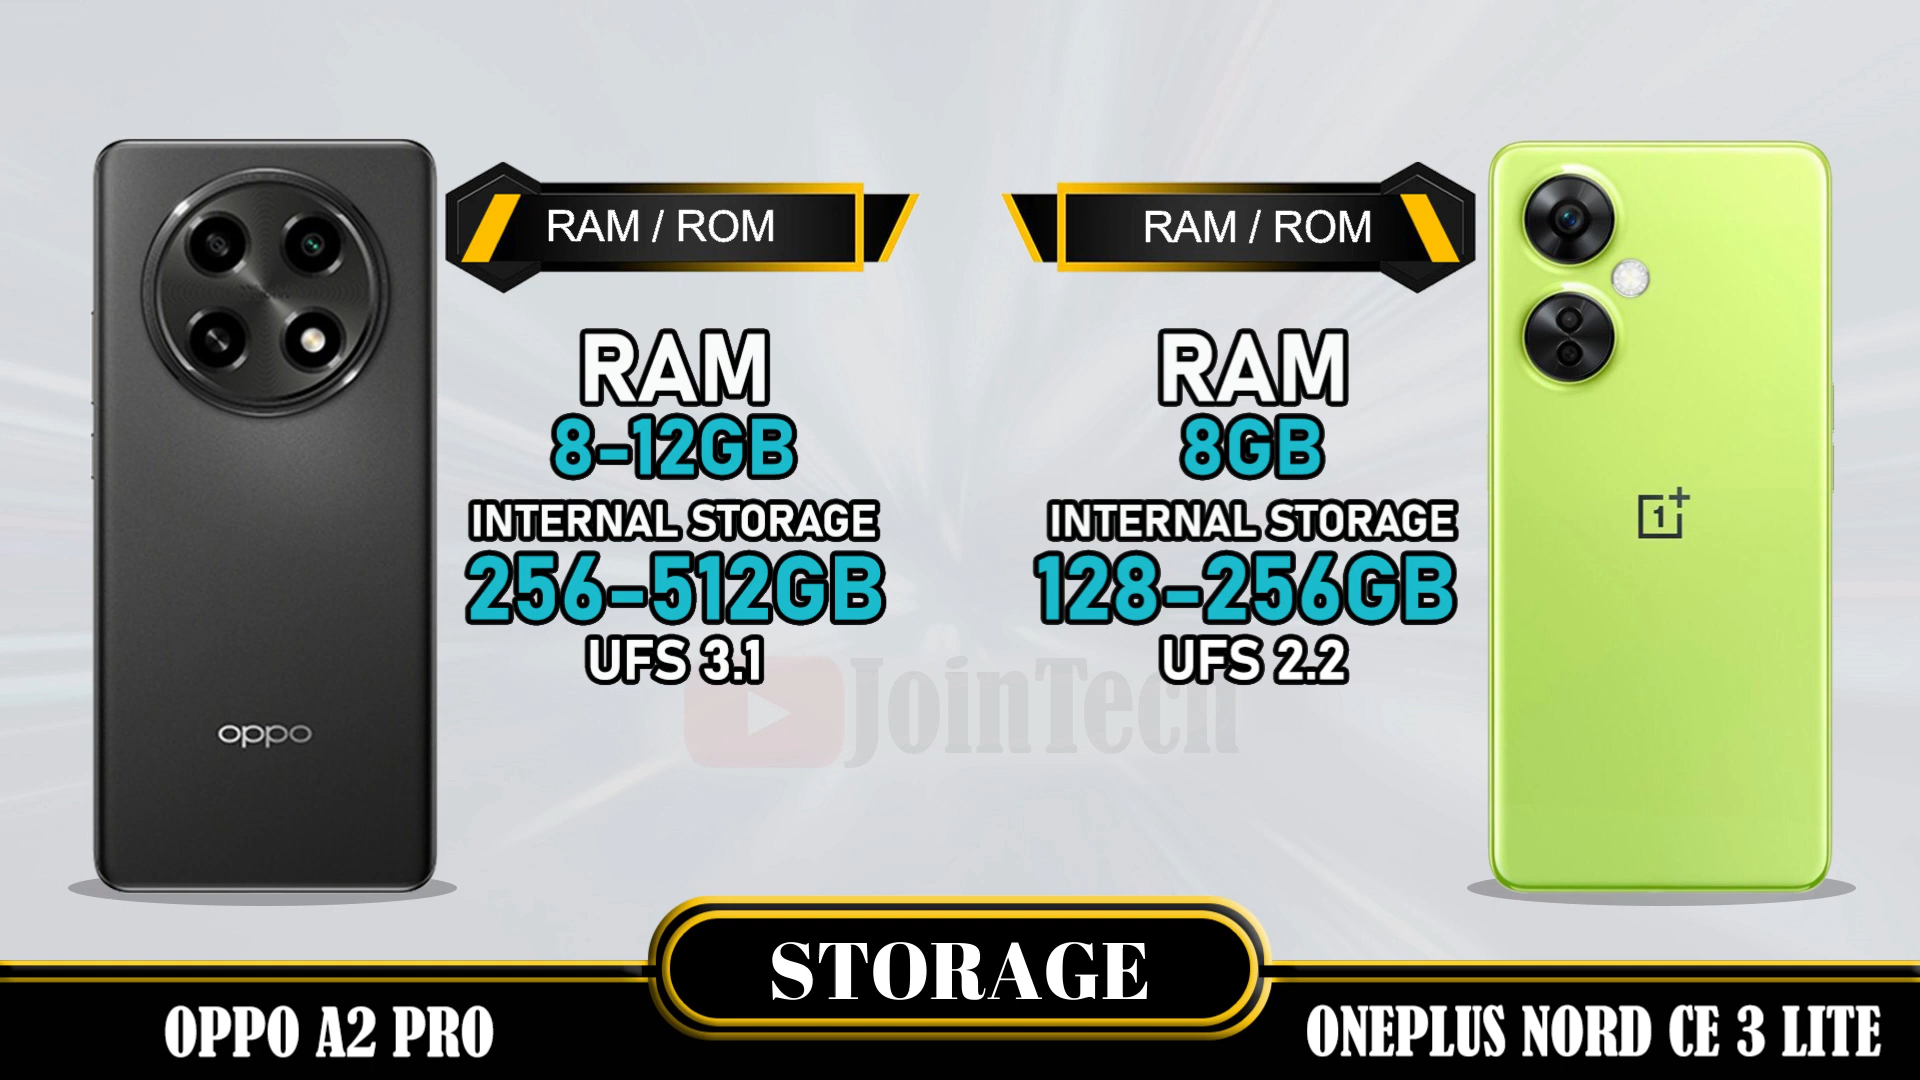 RAM / ROM
RAM
8-12GB
INTERNAL STORAGE
256-512GB
UFS 3.1
oppo
RAM / ROM
RAM
8GB
INTERNAL STORAGE
128-256GB
UFS 2.2
1+
JoinTech
STORAGE
OPPO A2 PRO
ONEPLUS NORD CE 3 LITE